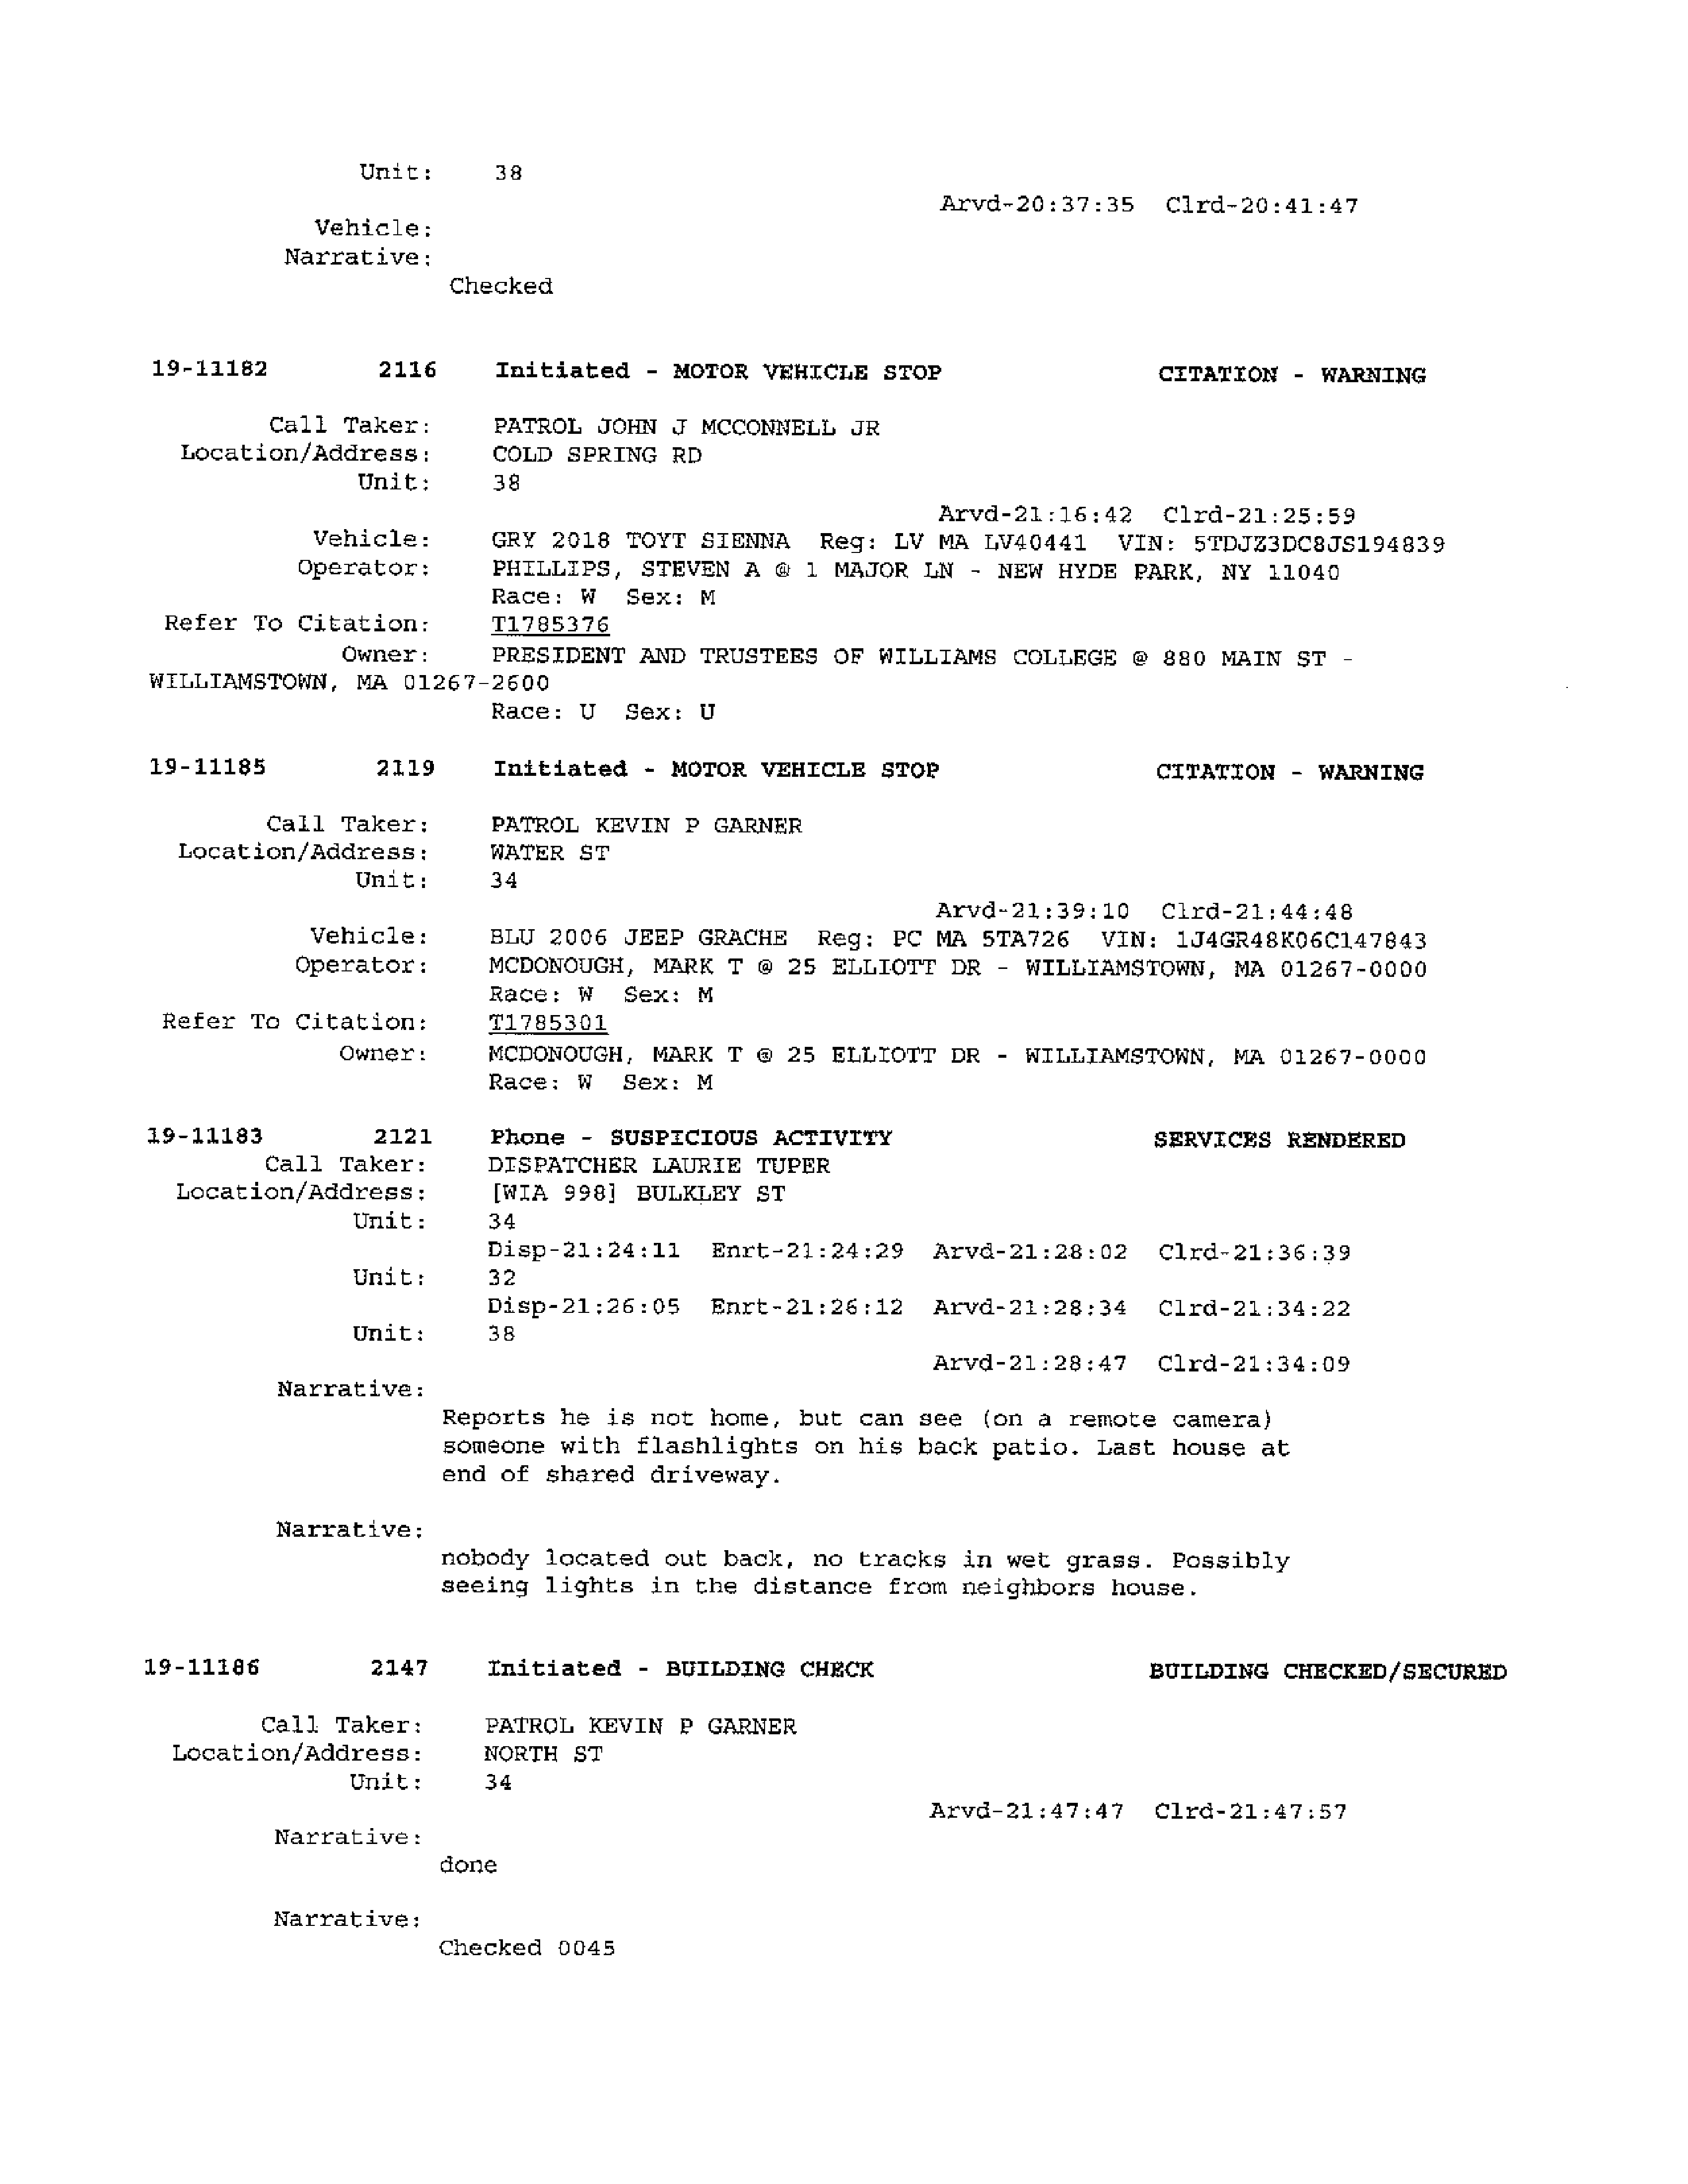 Unit: 38
Arvd-20:37:35 Clrd-20:41:47
Vehicle:
Narrative:
Checked
19-11182 2116 Initiated - MOTOR VEHICLE STOP CITATION - WARNING
Call Taker: PATROL JOHN J MCCONNELL JR
Location/Address: COLD SPRING RD
Unit: 38
Arvd-21:16:42 Clrd-21:25:59
Vehicle: GRY 2018 TOYT SIENNA Reg: LV MA LV40441 VIN: 5TDJZ3DC8JS194839
Operator: PHILLIPS, STEVEN A @ 1 MAJOR LN - NEW HYDE PARK, NY 11040
Race: W Sex: M
Refer To Citation: T1785376
Owner: PRESIDENT AND TRUSTEES OF WILLIAMS COLLEGE @ 880 MAIN ST -
WILLIAMSTOWN, MA 01267-2600
Race: U Sex: U
19-11185 2119 Initiated - MOTOR VEHICLE STOP CITATION - WARNING
Call Taker: PATROL KEVIN P GARNER
Location/Address: WATER ST
Unit: 34
Arvd-21:39:10 Clrd-21:44:48
Vehicle: BLU 2006 JEEP GRACHE Reg: PC MA 5TA726 VIN: 1J4GR48K06C147843
Operator: MCDONOUGH, MARK T @ 25 ELLIOTT DR - WILLIAMSTOWN, MA 01267-0000
Race: W Sex: M
Refer To Citation: T1785301
Owner: MCDONOUGH, MARK T @ 25 ELLIOTT DR - WILLIAMSTOWN, MA 01267-0000
Race: W Sex: M
19-11183 2121 Phone - SUSPICIOUS ACTIVITY SERVICES RENDERED
Call Taker: DISPATCHER LAURIE TUPER
Location/Address: [WIA 998] BULKLEY ST
Unit: 34
Disp-21:24:11 Enrt-21:24:29 Arvd-21:28:02 Clrd-21:36:39
Unit: 32
Disp-21:26:05 Enrt-21:26:12 Arvd-21:28:34 Clrd-21:34:22
Unit: 38
Arvd-21:28:47 Clrd-21:34:09
Narrative:
Reports he is not home, but can see (on a remote camera)
someone with flashlights on his back patio. Last house at
end of shared driveway.
Narrative:
nobody located out back, no tracks in wet grass. Possibly
seeing lights in the distance from neighbors house.
19-11186 2147 Initiated - BUILDING CHECK BUILDING CHECKED/SECURED
Call Taker: PATROL KEVIN P GARNER
Location/Address: NORTH ST
Unit: 34
Arvd-21:47:47 Clrd-21:47:57
Narrative:
done
Narrative:
Checked 0045